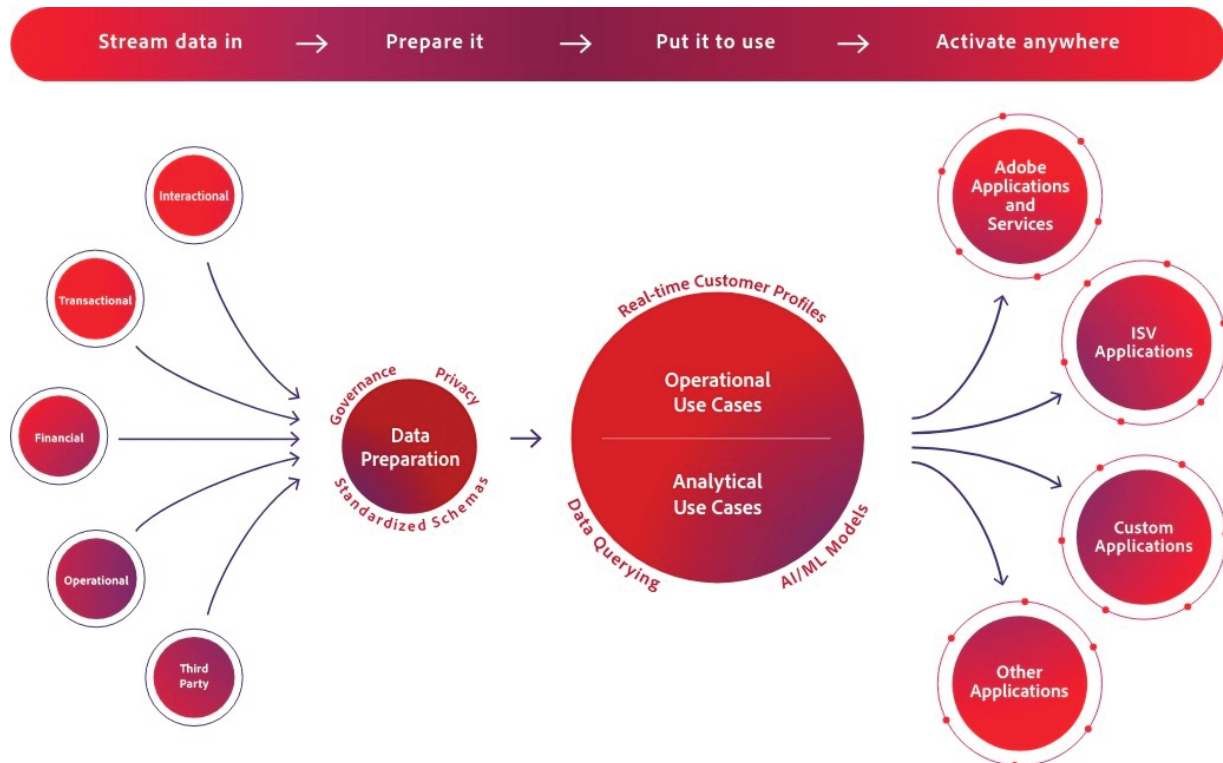 Stream data in → Prepare it → Put it to use → Activate anywhere
Interactional
Transactional
Financial
Operational
Third
Party
Governance
Privacy
Data
Preparation
Standardized Schemas
Real-time Customer Profiles
Operational
Use Cases
Analytical
Use Cases
Data Querying
AI/ML Models
Adobe
Applications
and
Services
ISV
Applications
Custom
Applications
Other
Applications